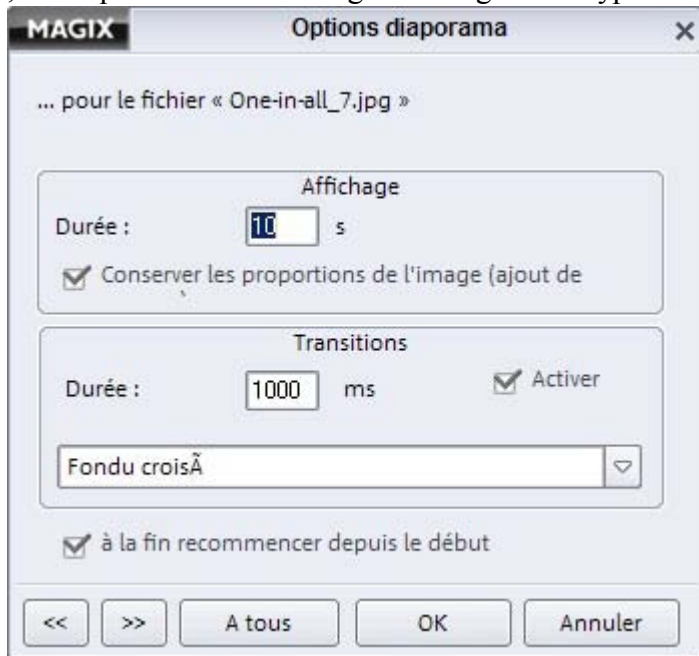 MAGIX Options diaporama
... pour le fichier « One-in-all_7.jpg »
Affichage
Durée : 10 s
Conserver les proportions de l'image (ajout de
Transitions
Durée : 1000 ms Activer
Fondu croisÃ
à la fin recommencer depuis le début
<< >> A tous OK Annuler